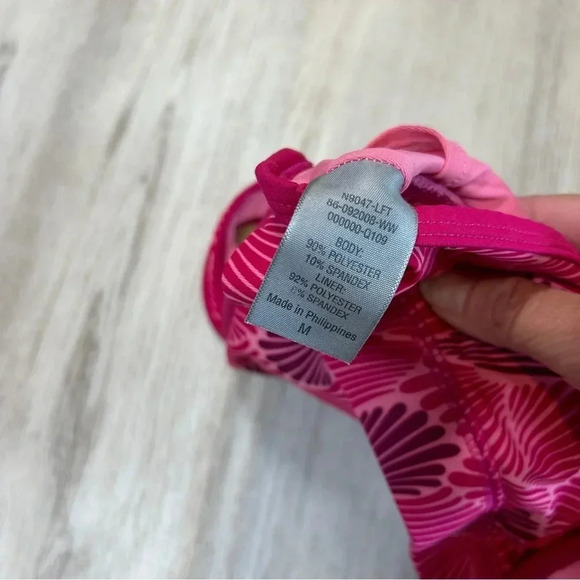 N9047-LFT
86-092008-WW
000000-Q109
BODY:
90% POLYESTER
10% SPANDEX
LINER:
92% POLYESTER
8% SPANDEX
Made in Philippines
M